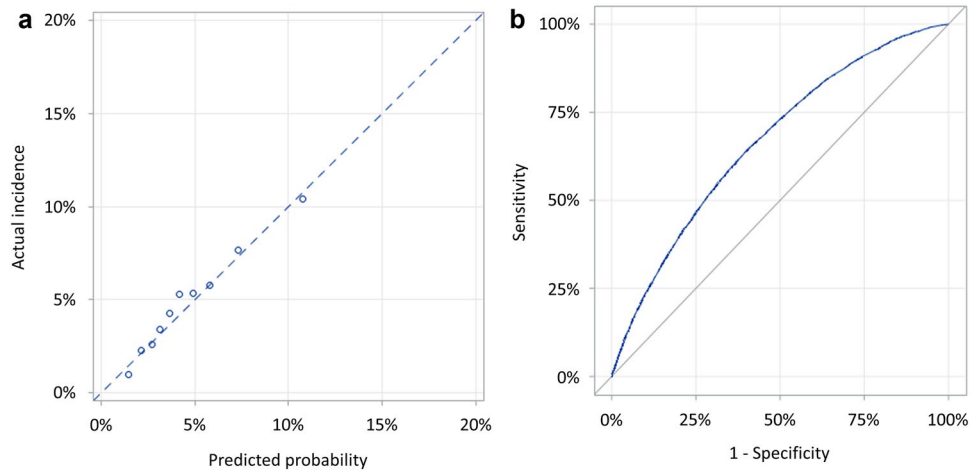 a
20%
15%
10%
5%
0%
Actual incidence
0% 5% 10% 15% 20%
Predicted probability
b
100%
75%
50%
25%
0%
Sensitivity
0% 25% 50% 75% 100%
1 - Specificity